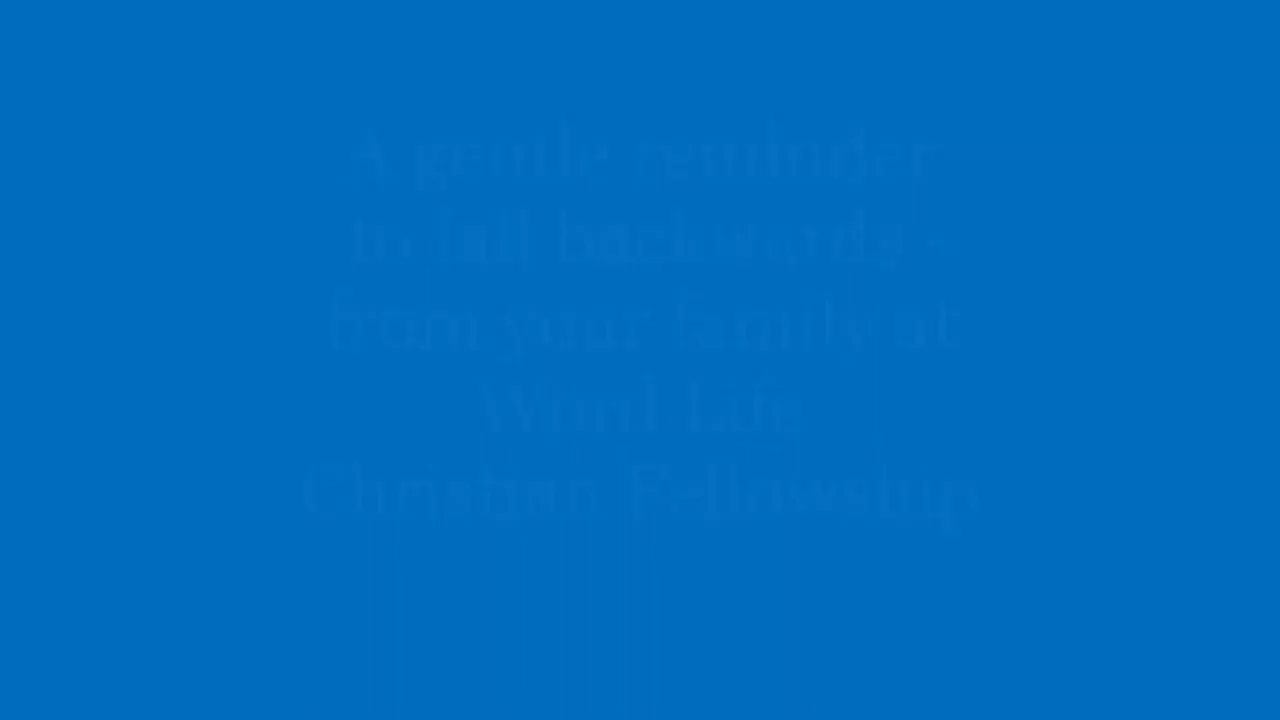 A gentle reminder
to fall backwards -
from your family at
Word Life
Christian Fellowship